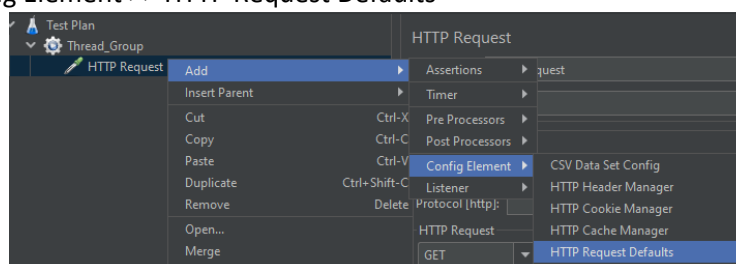 g Element >> HTTP Request Defaults
Test Plan
Thread_Group
HTTP Request
HTTP Request
Add
Insert Parent
Cut Ctrl-X
Copy Ctrl-C
Paste Ctrl-V
Duplicate Ctrl+Shift-C
Remove Delete
Open...
Merge
Assertions
Timer
Pre Processors
Post Processors
Config Element
Listener
quest
Protocol [http]:
HTTP Request
GET
CSV Data Set Config
HTTP Header Manager
HTTP Cookie Manager
HTTP Cache Manager
HTTP Request Defaults